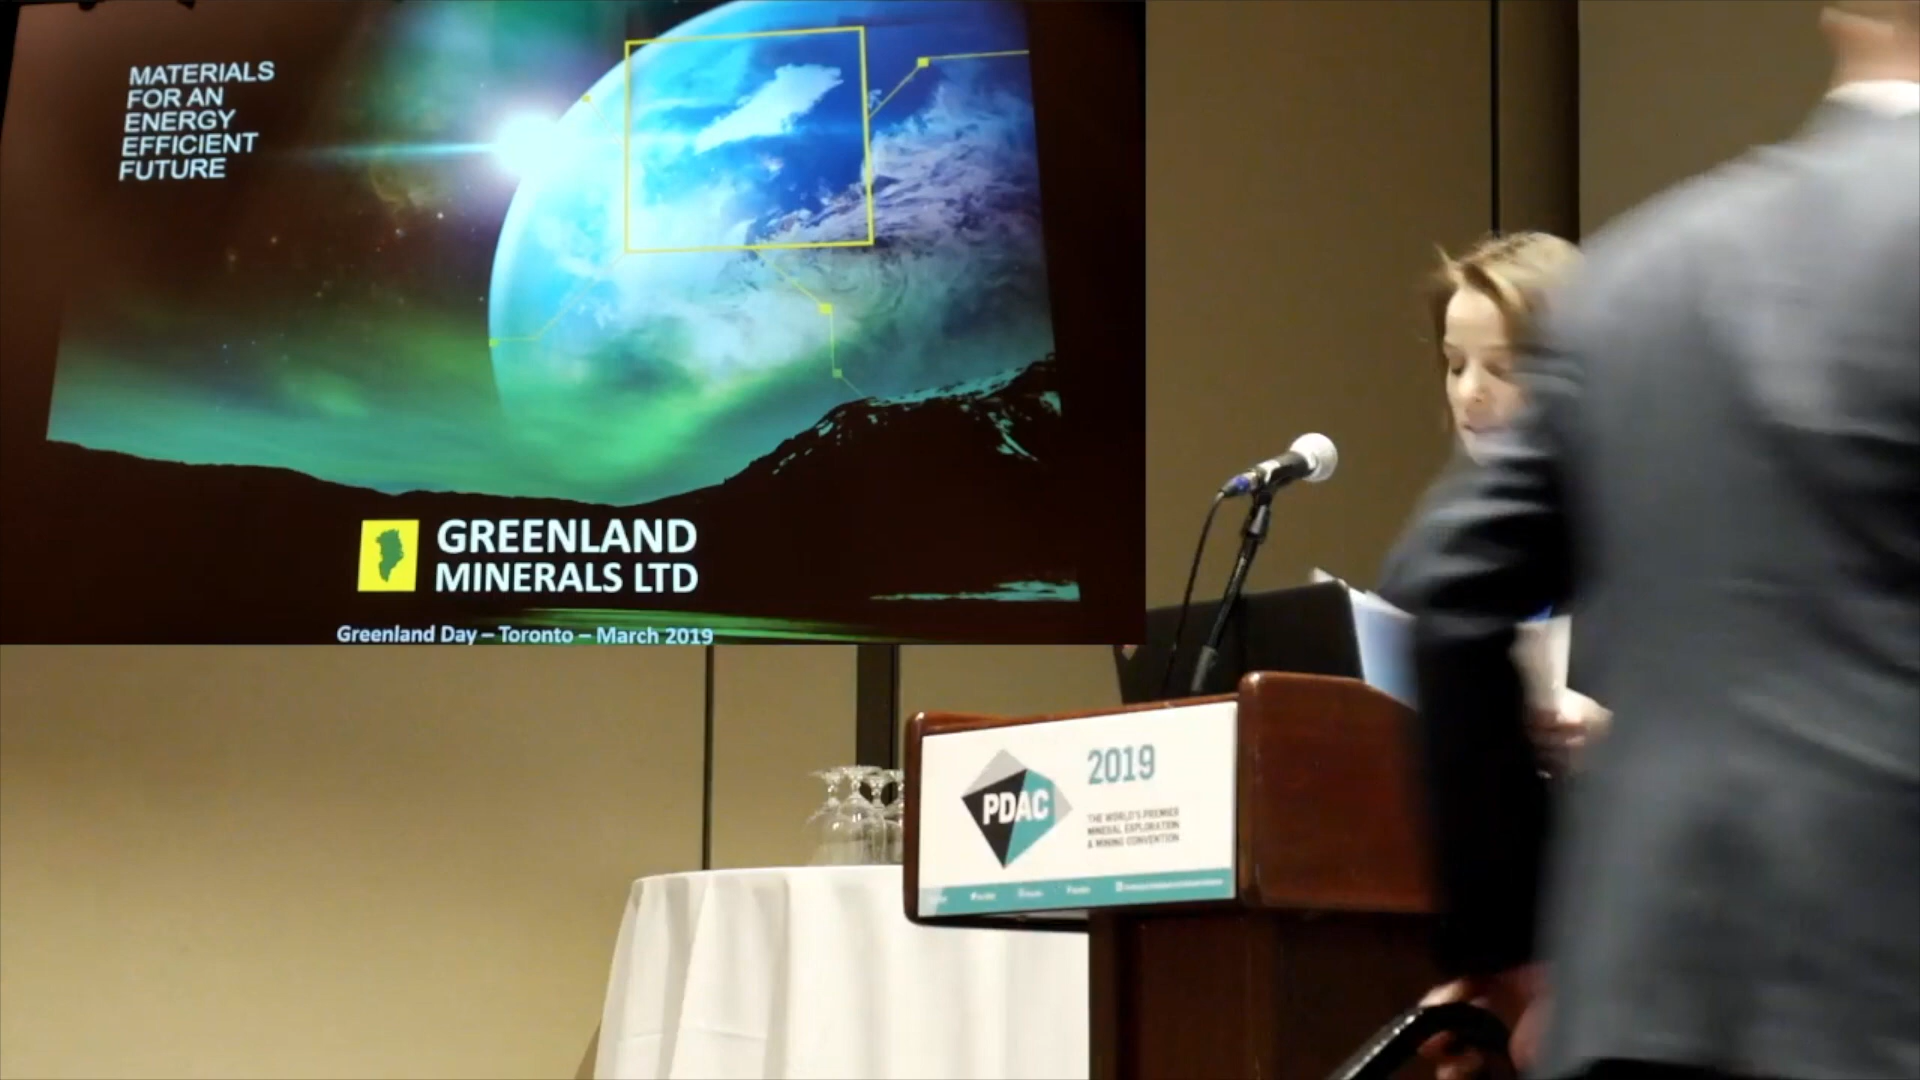 MATERIALS
FOR AN
ENERGY
EFFICIENT
FUTURE
GREENLAND
MINERALS LTD
Greenland Day – Toronto – March 2019
PDAC
2019
THE WORLD'S PREMIER
MINERAL EXPLORATION
& MINING CONVENTION